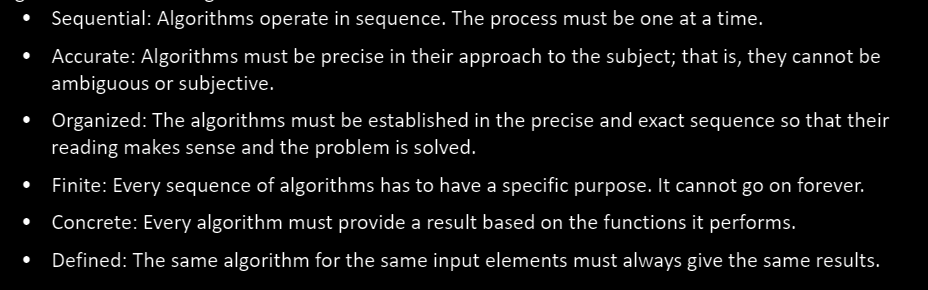 • Sequential: Algorithms operate in sequence. The process must be one at a time.
• Accurate: Algorithms must be precise in their approach to the subject; that is, they cannot be
ambiguous or subjective.
• Organized: The algorithms must be established in the precise and exact sequence so that their
reading makes sense and the problem is solved.
• Finite: Every sequence of algorithms has to have a specific purpose. It cannot go on forever.
• Concrete: Every algorithm must provide a result based on the functions it performs.
• Defined: The same algorithm for the same input elements must always give the same results.